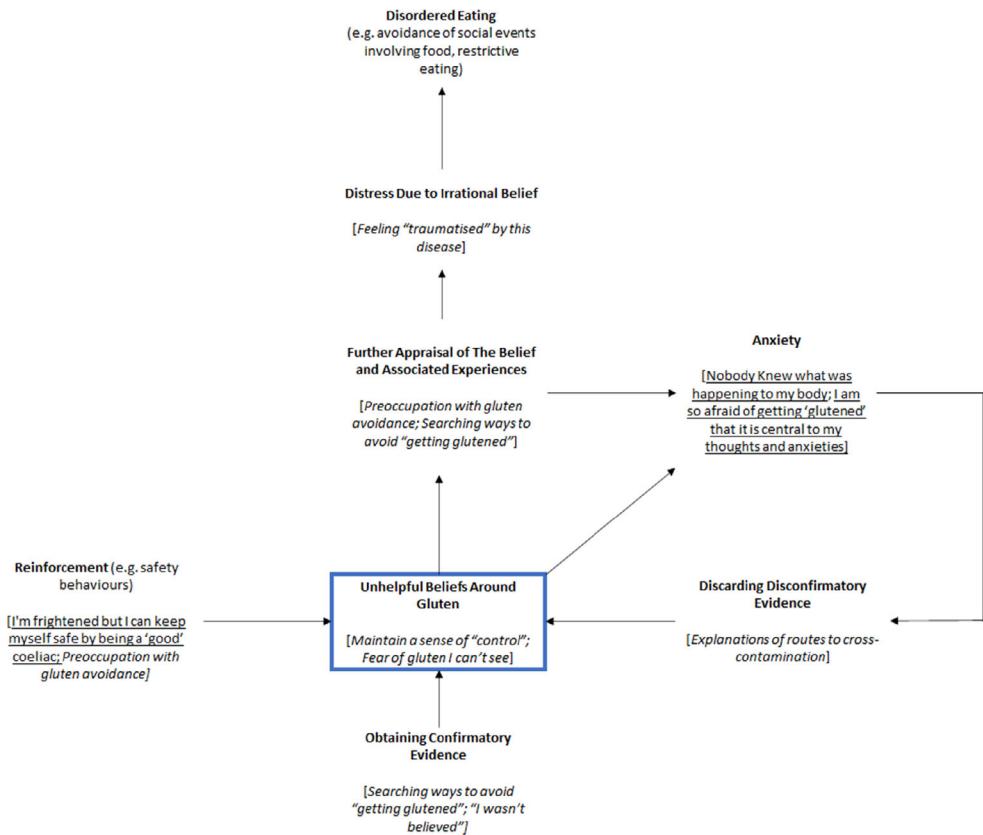 Disordered Eating
(e.g. avoidance of social events
involving food, restrictive
eating)
Distress Due to Irrational Belief
[Feeling “traumatised” by this
disease]
Further Appraisal of The Belief
and Associated Experiences
[Preoccupation with gluten
avoidance; Searching ways to
avoid “getting glutened”]
Anxiety
[Nobody Knew what was
happening to my body; I am
so afraid of getting ‘glutened’
that it is central to my
thoughts and anxieties]
Reinforcement (e.g. safety
behaviours)
[I'm frightened but I can keep
myself safe by being a ‘good’
coeliac; Preoccupation with
gluten avoidance]
Unhelpful Beliefs Around
Gluten
[Maintain a sense of “control”;
Fear of gluten I can’t see]
Discarding Disconfirmatory
Evidence
[Explanations of routes to cross-
contamination]
Obtaining Confirmatory
Evidence
[Searching ways to avoid
“getting glutened”; “I wasn’t
believed”]